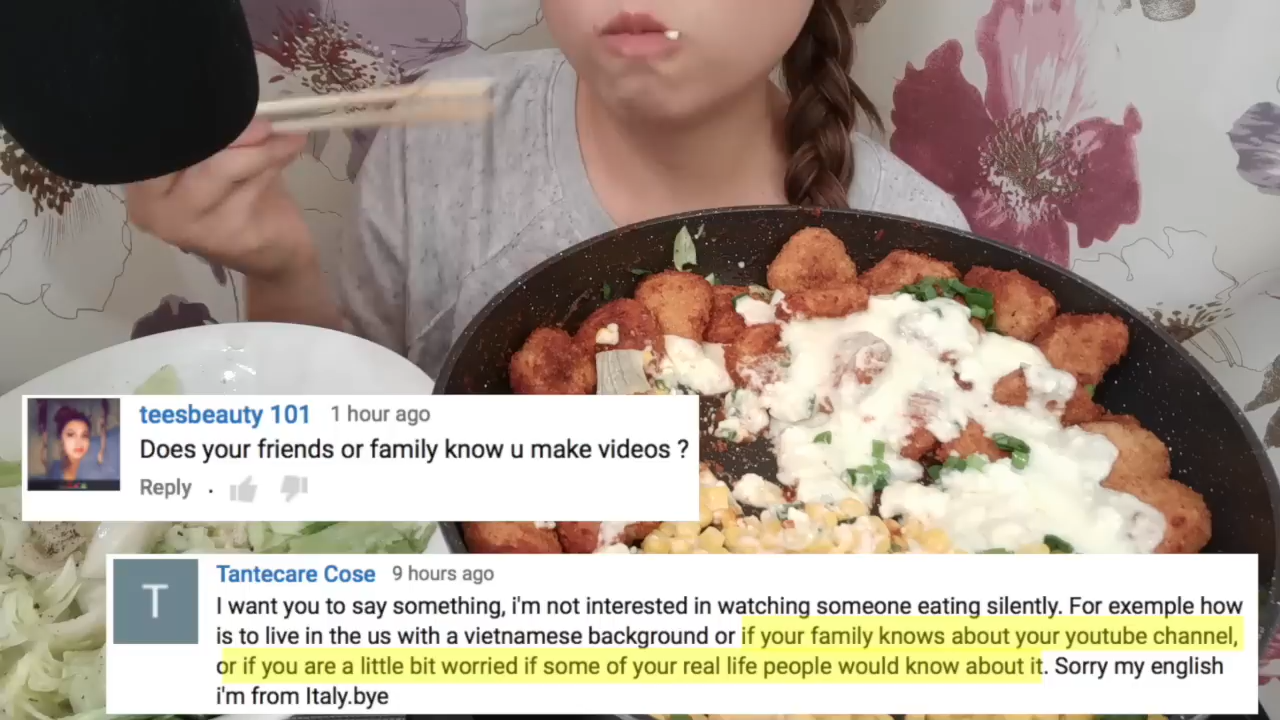 teesbeauty 101 1 hour ago
Does your friends or family know u make videos ?
Reply .
T
Tantecare Cose 9 hours ago
I want you to say something, i'm not interested in watching someone eating silently. For exemple how
is to live in the us with a vietnamese background or if your family knows about your youtube channel,
or if you are a little bit worried if some of your real life people would know about it. Sorry my english
i'm from Italy.bye